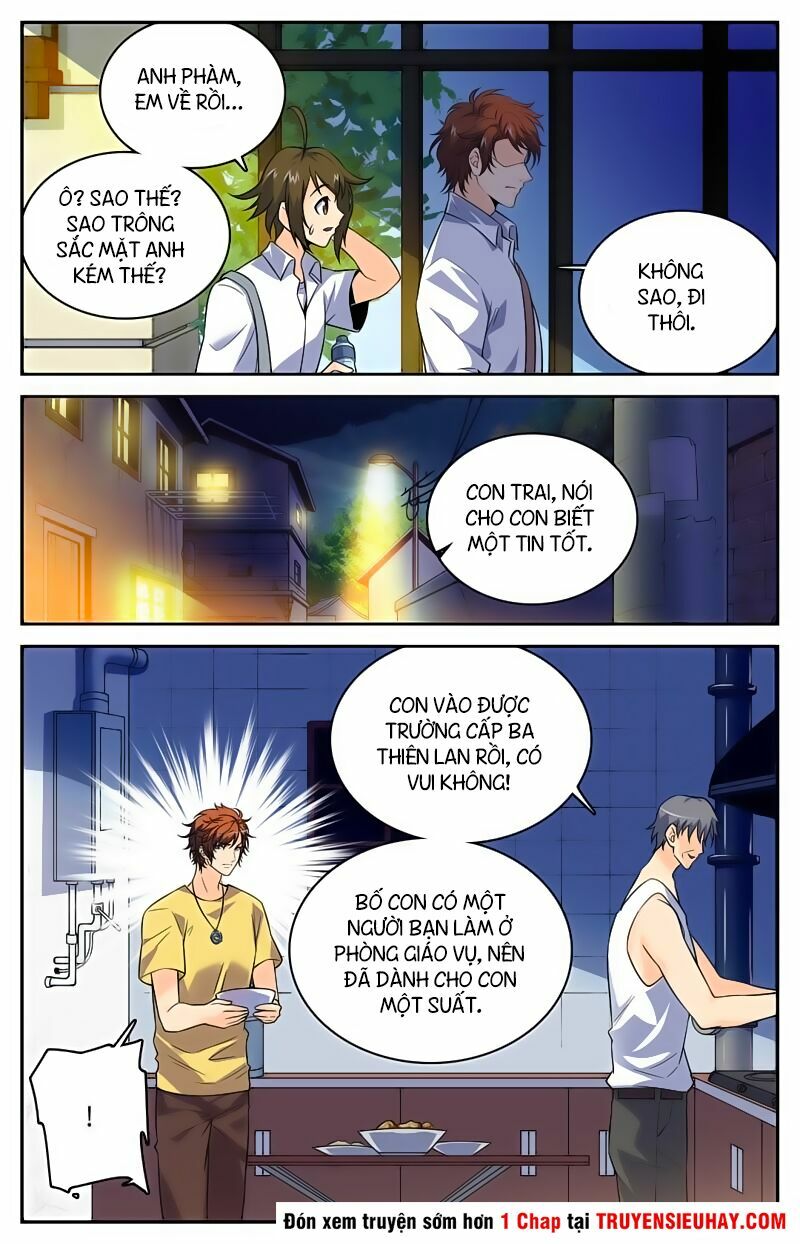 ANH PHÀM,
EM VỀ RỒI...
Ô? SAO THẾ?
SAO TRÔNG
SẮC MẶT ANH
KÉM THẾ?
KHÔNG
SAO, ĐI
THÔI.
CON TRAI, NÓI
CHO CON BIẾT
MỘT TIN TỐT.
CON VÀO ĐƯỢC
TRƯỜNG CẤP BA
THIÊN LAN RỒI, CÓ
VUI KHÔNG!
BỐ CON CÓ MỘT
NGƯỜI BẠN LÀM Ở
PHÒNG GIÁO VỤ, NÊN
ĐÃ DÀNH CHO CON
MỘT SUẤT.
!
Đón xem truyện sớm hơn 1 Chap tại TRUYENSIEUHAY.COM